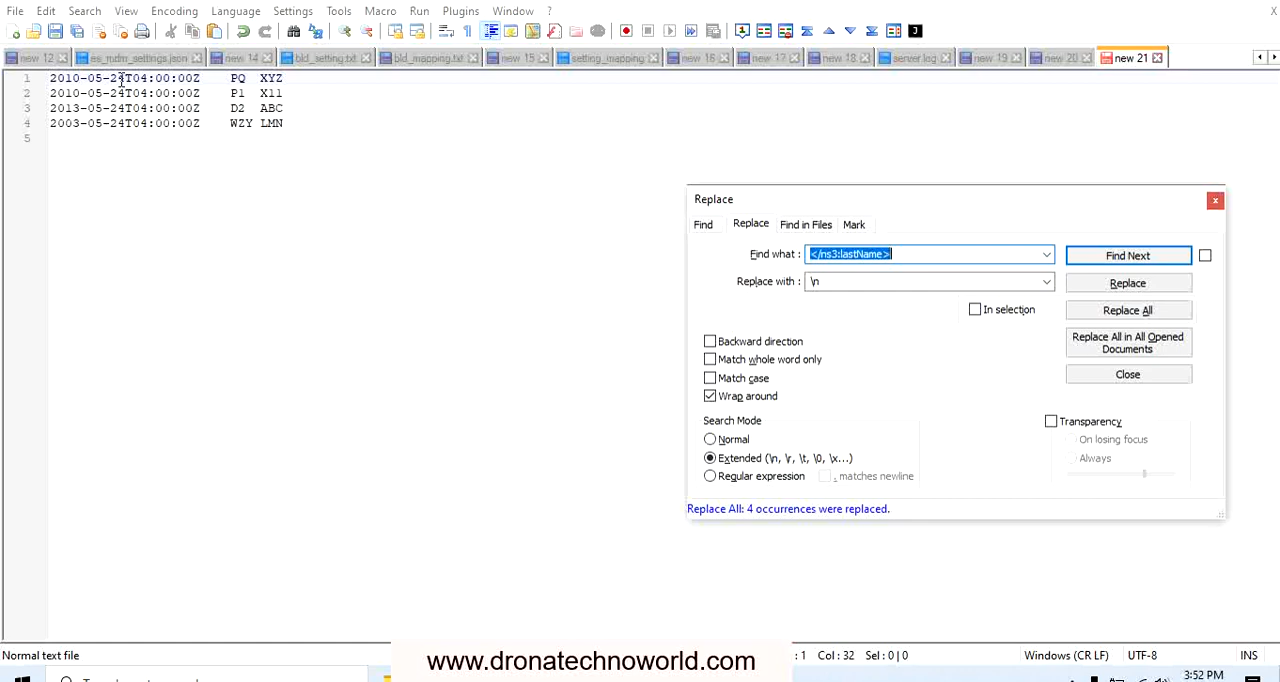 File Edit Search View Encoding Language Settings Tools Macro Run Plugins Window ? X
new 12 es_mdm_settings.json new 14 bld_setting.txt bld_mapping.txt new 15 setting_mapping new 16 new 17 new 18 server.log new 19 new 20 new 21
1 2010-05-24T04:00:00Z PQ XYZ
2 2010-05-24T04:00:00Z P1 X11
3 2013-05-24T04:00:00Z D2 ABC
4 2003-05-24T04:00:00Z WZY LMN
5
Replace
Find Replace Find in Files Mark
Find what : </ns3:lastName> Find Next
Replace with : \n Replace
In selection Replace All
Replace All in All Opened
Documents
Close
Backward direction
Match whole word only
Match case
Wrap around
Search Mode
Normal
Extended (\n, \r, \t, \0, \x...)
Regular expression . matches newline
Transparency
On losing focus
Always
Replace All: 4 occurrences were replaced.
Normal text file : 1 Col : 32 Sel : 0 | 0 Windows (CR LF) UTF-8 INS
www.dronatechnoworld.com
3:52 PM